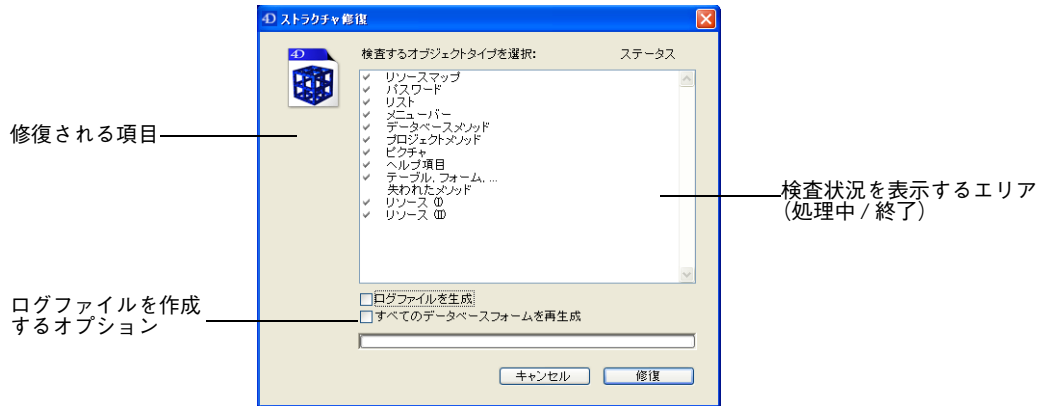 4D ストラクチャ修復
4D
検査するオブジェクトタイプを選択: ステータス
リソースマップ
パスワード
リスト
メニューバー
データベースメソッド
プロジェクトメソッド
ピクチャ
ヘルプ項目
テーブル, フォーム, ...
失われたメソッド
リソース (I)
リソース (II)
修復される項目
検査状況を表示するエリア
(処理中 / 終了)
ログファイルを作成
するオプション
ログファイルを生成
すべてのデータベースフォームを再生成
キャンセル 修復